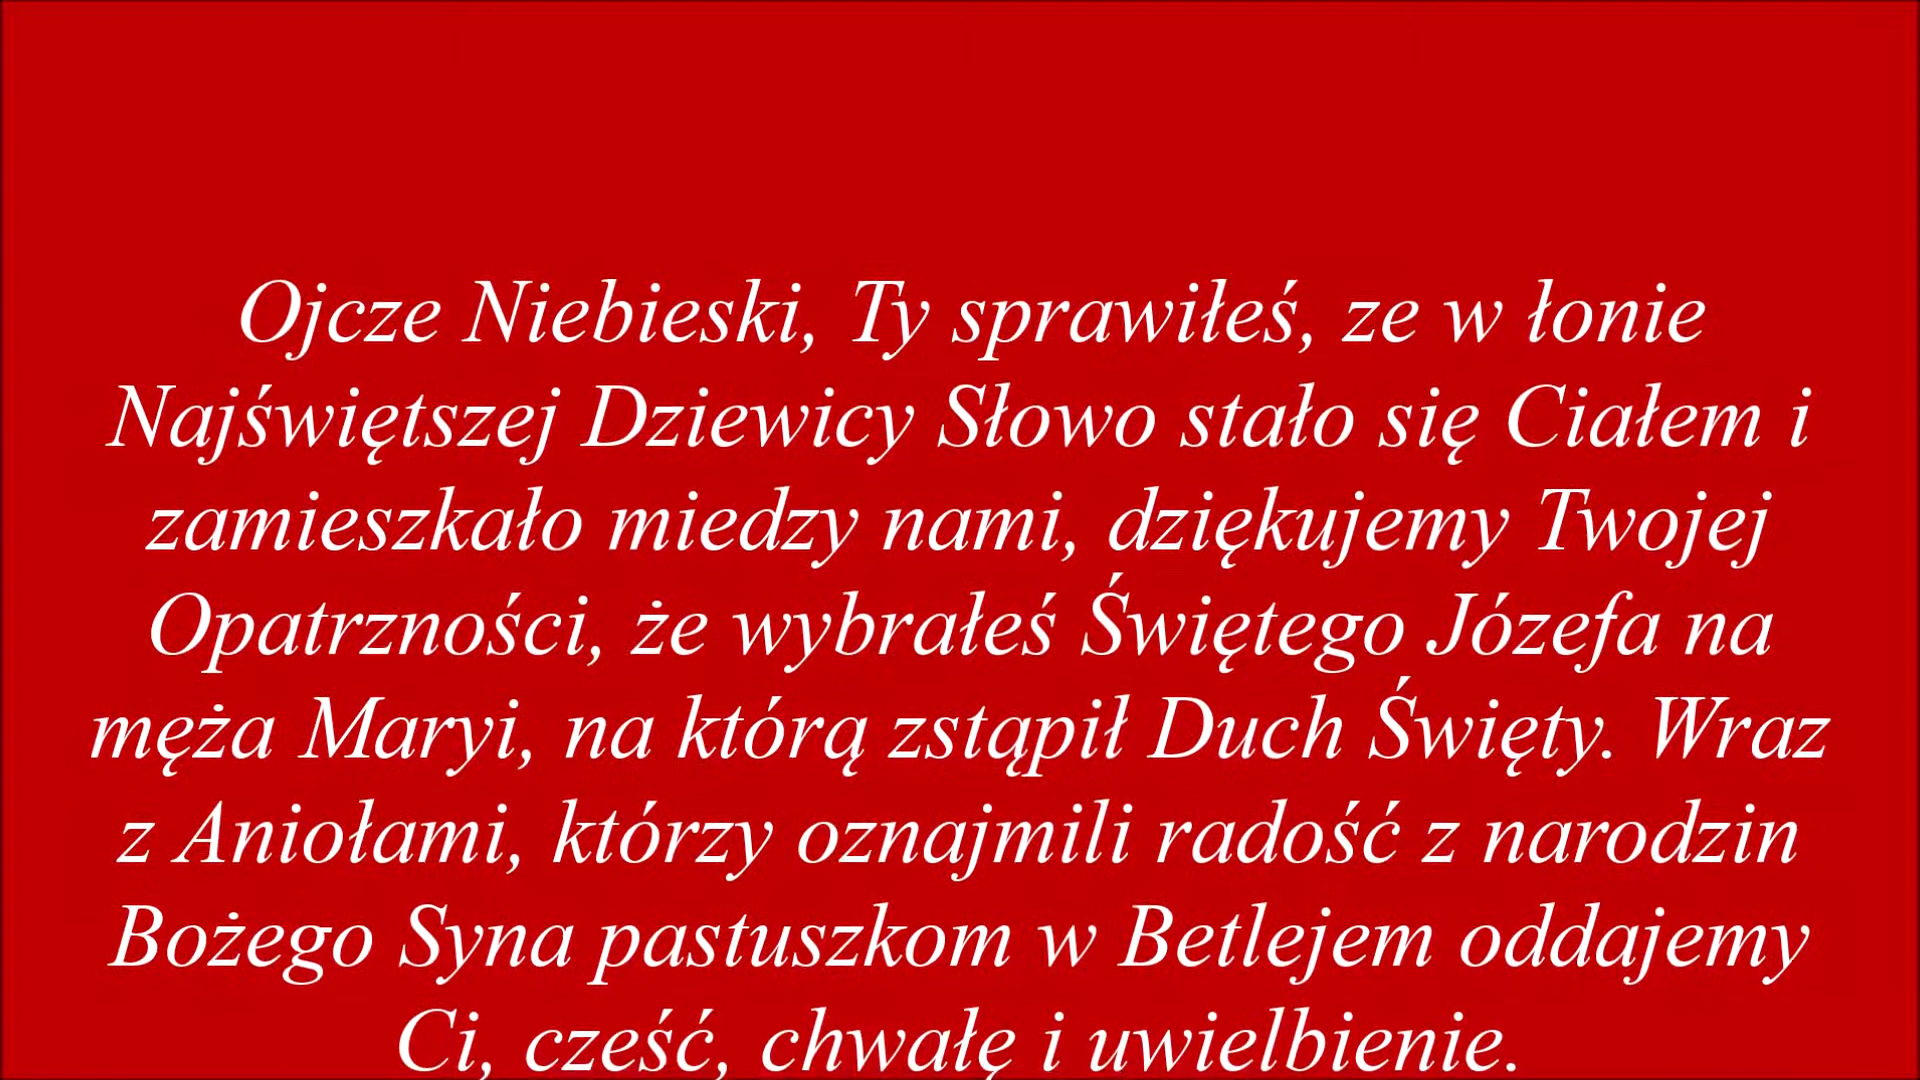 Ojcze Niebieski, Ty sprawiłeś, ze w łonie
Najświętszej Dziewicy Słowo stało się Ciałem i
zamieszkało miedzy nami, dziękujemy Twojej
Opatrzności, że wybrałeś Świętego Józefa na
męża Maryi, na którą zstąpił Duch Święty. Wraz
z Aniołami, którzy oznajmili radość z narodzin
Bożego Syna pastuszkom w Betlejem oddajemy
Ci, cześć, chwałę i uwielbienie.